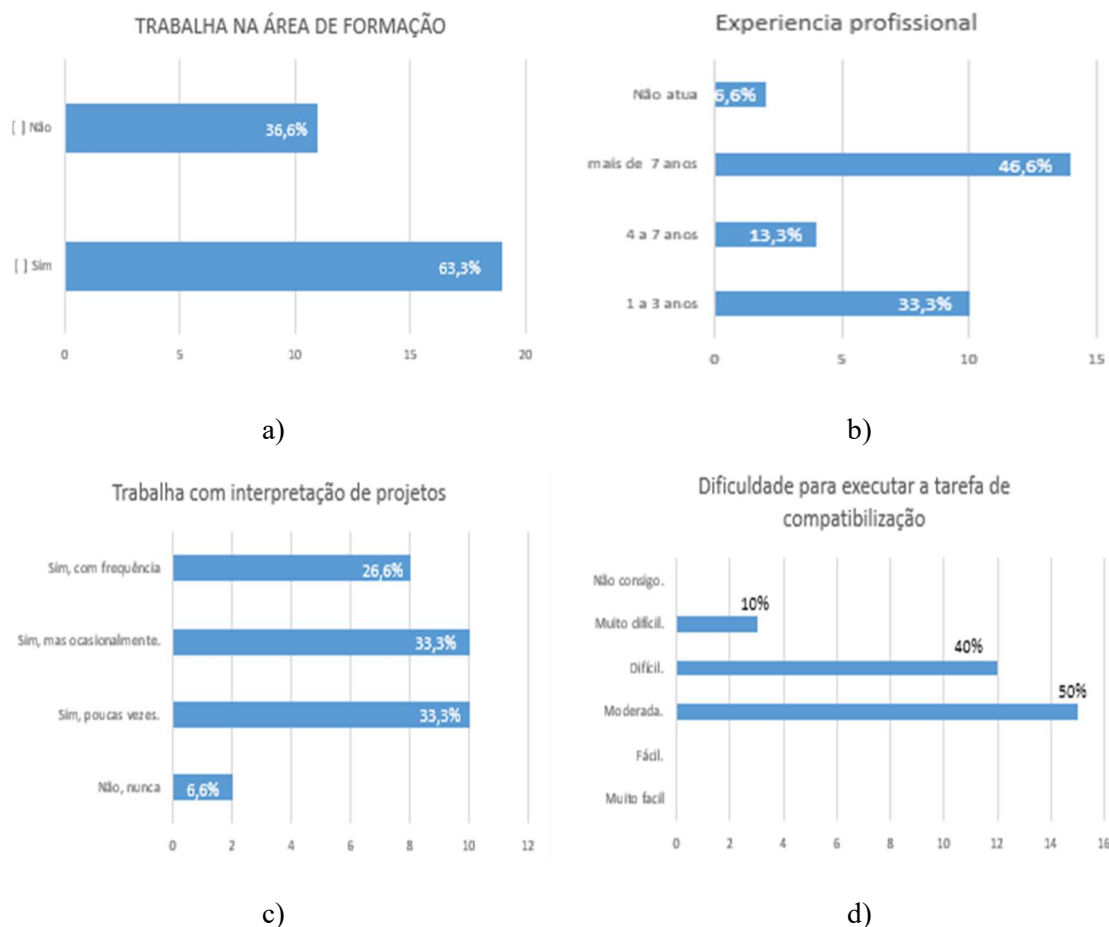 TRABALHA NA ÁREA DE FORMAÇÃO
[ ] Não
36,6%
[ ] Sim
63,3%
0 5 10 15 20
a)
Experiencia profissional
Não atua
6,6%
mais de 7 anos
46,6%
4 a 7 anos
13,3%
1 a 3 anos
33,3%
0 5 10 15
b)
Trabalha com interpretação de projetos
Sim, com frequência
26,6%
Sim, mas ocasionalmente.
33,3%
Sim, poucas vezes.
33,3%
Não, nunca
6,6%
0 2 4 6 8 10 12
c)
Dificuldade para executar a tarefa de
compatibilização
Não consigo.
Muito difícil.
10%
Difícil.
40%
Moderada.
50%
Fácil.
Muito facil
0 2 4 6 8 10 12 14 16
d)